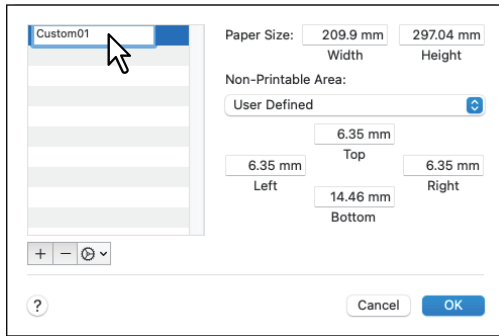 Custom01
Paper Size: 209.9 mm 297.04 mm
Width Height
Non-Printable Area:
User Defined
6.35 mm
Top
6.35 mm 6.35 mm
Left Right
14.46 mm
Bottom
+ −
? Cancel OK